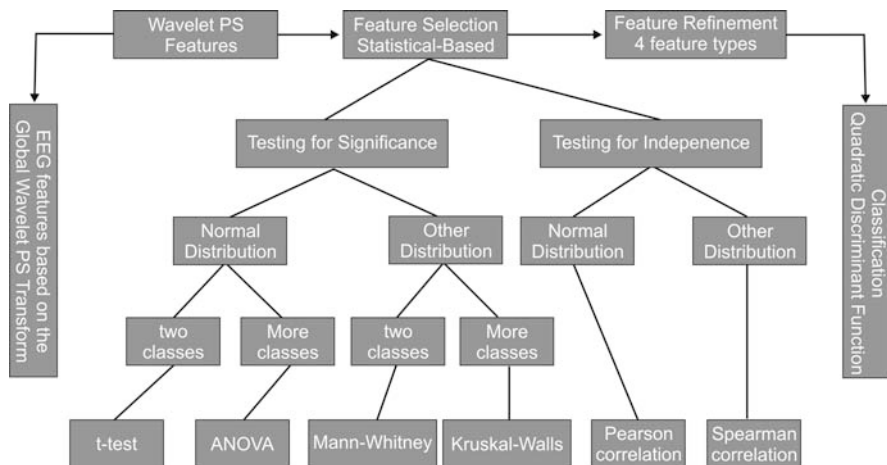 Wavelet PS
Features
Feature Selection
Statistical-Based
Feature Refinement
4 feature types
EEG features based on the
Global Wavelet PS Transform
Testing for Significance
Testing for Indepenence
Classification
Quadratic Discriminant Function
Normal
Distribution
Other
Distribution
Normal
Distribution
Other
Distribution
two
classes
More
classes
two
classes
More
classes
t-test
ANOVA
Mann-Whitney
Kruskal-Walls
Pearson
correlation
Spearman
correlation